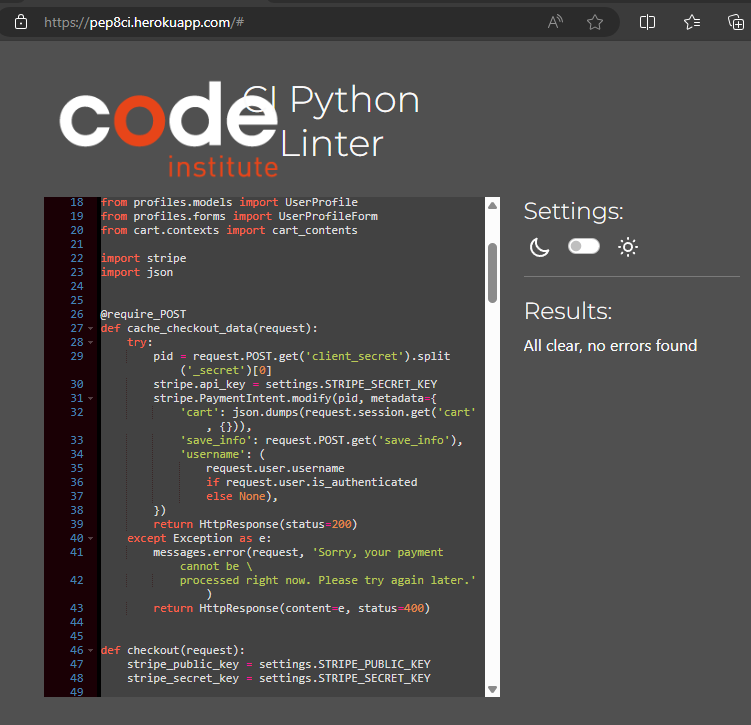 https://pep8ci.herokuapp.com/#
code
institute
CI Python
Linter
18 from profiles.models import UserProfile
19 from profiles.forms import UserProfileForm
20 from cart.contexts import cart_contents
21
22 import stripe
23 import json
24
25
26 @require_POST
27 def cache_checkout_data(request):
28 try:
29 pid = request.POST.get('client_secret').split
('_secret')[0]
30 stripe.api_key = settings.STRIPE_SECRET_KEY
31 stripe.PaymentIntent.modify(pid, metadata={
32 'cart': json.dumps(request.session.get('cart'
, {})),
33 'save_info': request.POST.get('save_info'),
34 'username': (
35 request.user.username
36 if request.user.is_authenticated
37 else None),
38 })
39 return HttpResponse(status=200)
40 except Exception as e:
41 messages.error(request, 'Sorry, your payment
cannot be \
42 processed right now. Please try again later.'
)
43 return HttpResponse(content=e, status=400)
44
45
46 def checkout(request):
47 stripe_public_key = settings.STRIPE_PUBLIC_KEY
48 stripe_secret_key = settings.STRIPE_SECRET_KEY
49
Settings:
Results:
All clear, no errors found